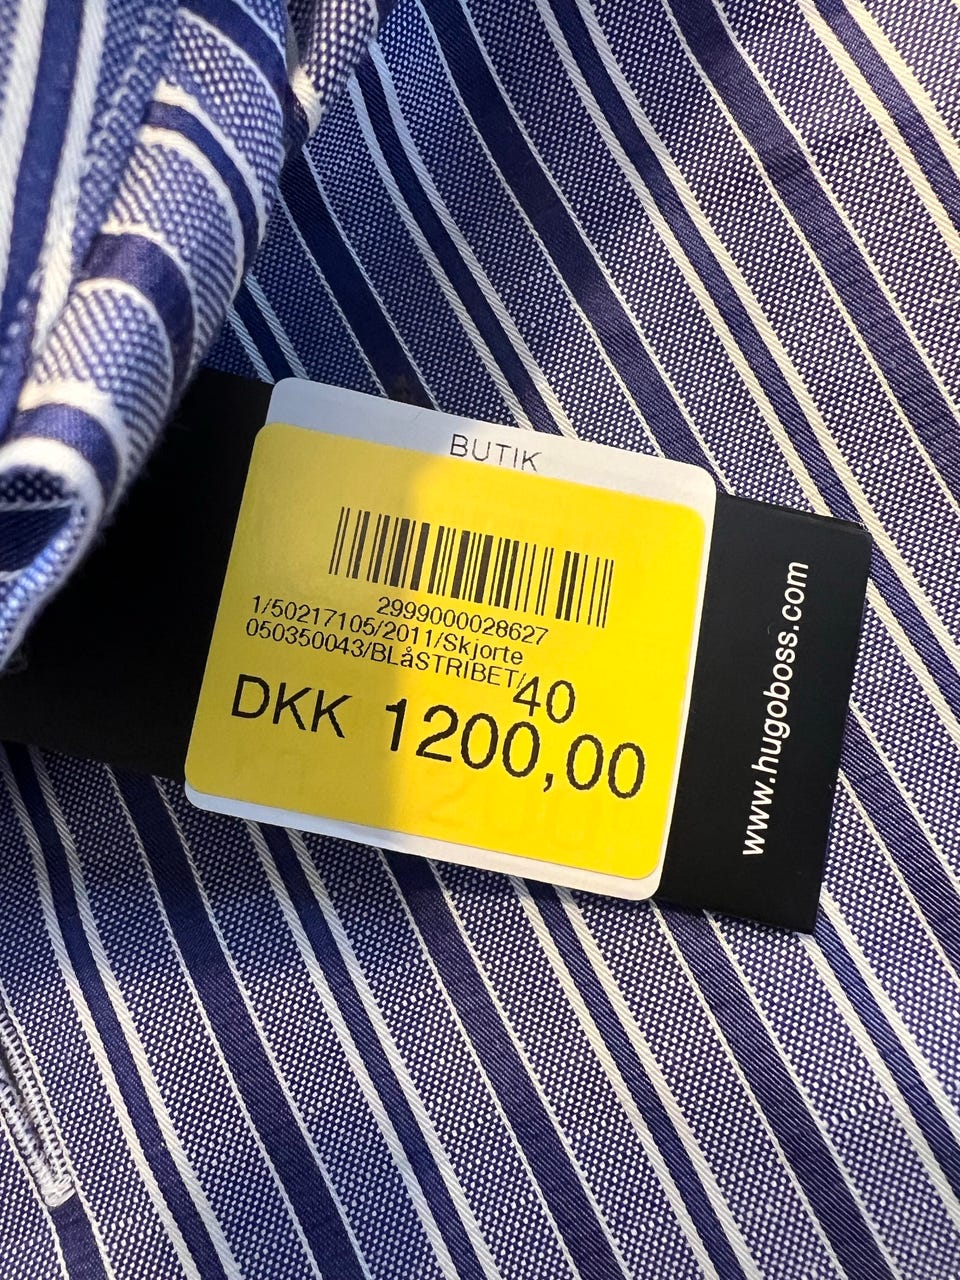 BUTIK
2999000028627
1/50217105/2011/Skjorte
050350043/BLåSTRIBET/40
DKK 1200,00
www.hugoboss.com